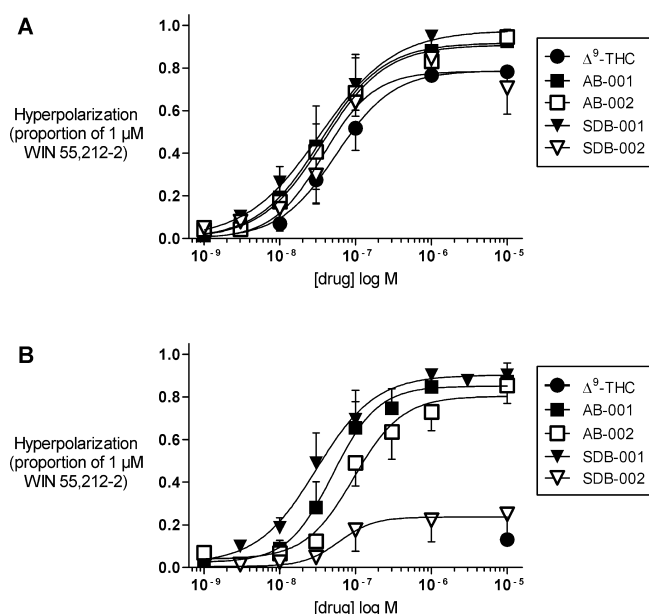 A
Hyperpolarization
(proportion of 1 µM
WIN 55,212-2)
1.0
0.8
0.6
0.4
0.2
0.0
10⁻⁹
10⁻⁸
10⁻⁷
10⁻⁶
10⁻⁵
[drug] log M
Δ⁹-THC
AB-001
AB-002
SDB-001
SDB-002
B
Hyperpolarization
(proportion of 1 µM
WIN 55,212-2)
1.0
0.8
0.6
0.4
0.2
0.0
10⁻⁹
10⁻⁸
10⁻⁷
10⁻⁶
10⁻⁵
[drug] log M
Δ⁹-THC
AB-001
AB-002
SDB-001
SDB-002